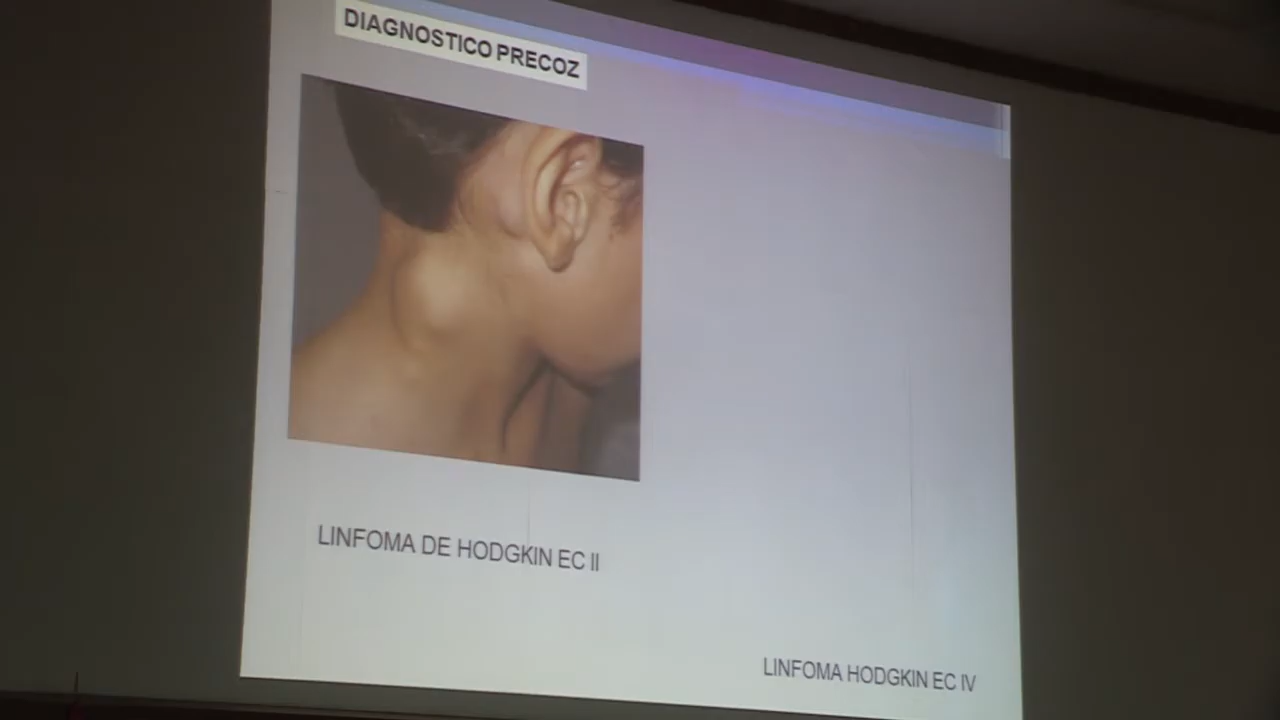 DIAGNOSTICO PRECOZ
LINFOMA DE HODGKIN EC II
LINFOMA HODGKIN EC IV